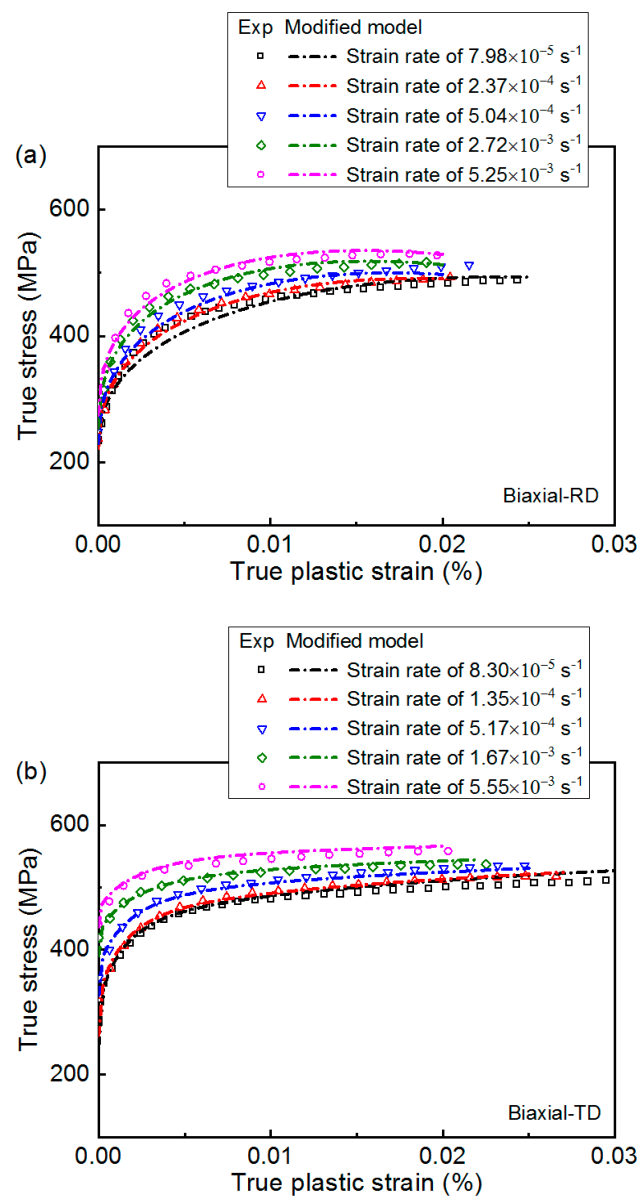 Exp Modified model
Strain rate of 7.98×10⁻⁵ s⁻¹
Strain rate of 2.37×10⁻⁴ s⁻¹
Strain rate of 5.04×10⁻⁴ s⁻¹
Strain rate of 2.72×10⁻³ s⁻¹
Strain rate of 5.25×10⁻³ s⁻¹
(a)
600
400
200
True stress (MPa)
Biaxial-RD
0.00 0.01 0.02 0.03
True plastic strain (%)
Exp Modified model
Strain rate of 8.30×10⁻⁵ s⁻¹
Strain rate of 1.35×10⁻⁴ s⁻¹
Strain rate of 5.17×10⁻⁴ s⁻¹
Strain rate of 1.67×10⁻³ s⁻¹
Strain rate of 5.55×10⁻³ s⁻¹
(b)
600
400
200
True stress (MPa)
Biaxial-TD
0.00 0.01 0.02 0.03
True plastic strain (%)